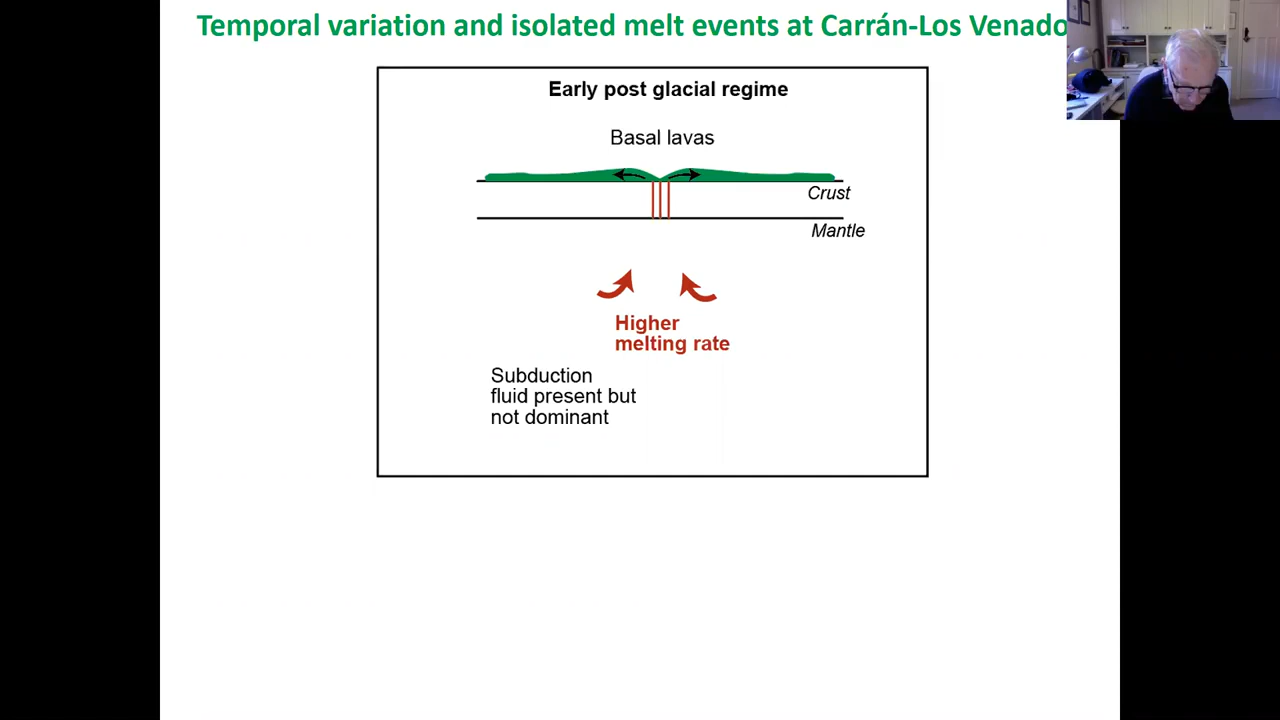 Temporal variation and isolated melt events at Carrán-Los Venado
Early post glacial regime
Basal lavas
Crust
Mantle
Higher
melting rate
Subduction
fluid present but
not dominant